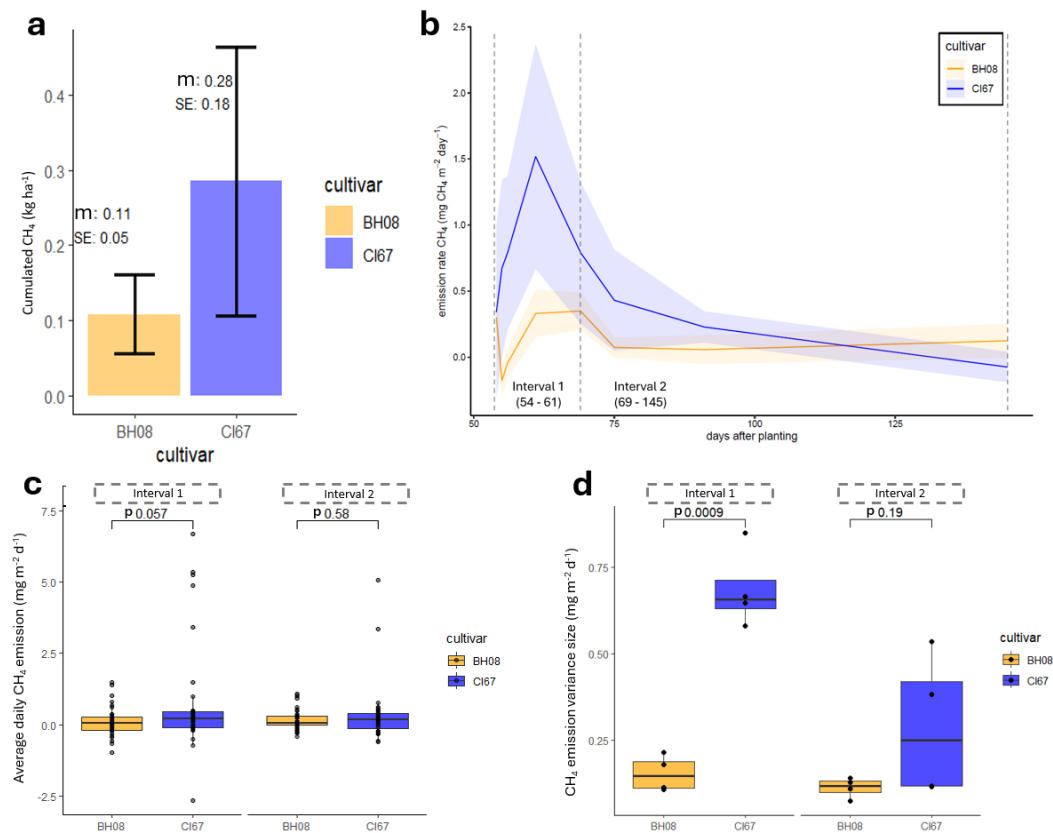 a
m: 0.28
SE: 0.18
m: 0.11
SE: 0.05
Cumulated CH₄ (kg ha⁻¹)
0.4
0.3
0.2
0.1
0.0
BH08
CI67
cultivar
cultivar
BH08
CI67
b
emission rate CH₄ (mg CH₄ m⁻² day⁻¹)
2.5
2.0
1.5
1.0
0.5
0.0
cultivar
BH08
CI67
Interval 1
(54 - 61)
Interval 2
(69 - 145)
50
75
100
125
days after planting
c
Interval 1
Interval 2
p 0.057
p 0.58
Average daily CH₄ emission (mg m⁻² d⁻¹)
7.5
5.0
2.5
0.0
-2.5
BH08
CI67
BH08
CI67
cultivar
BH08
CI67
d
Interval 1
Interval 2
p 0.0009
p 0.19
CH₄ emission variance size (mg m⁻² d⁻¹)
0.75
0.50
0.25
BH08
CI67
BH08
CI67
cultivar
BH08
CI67